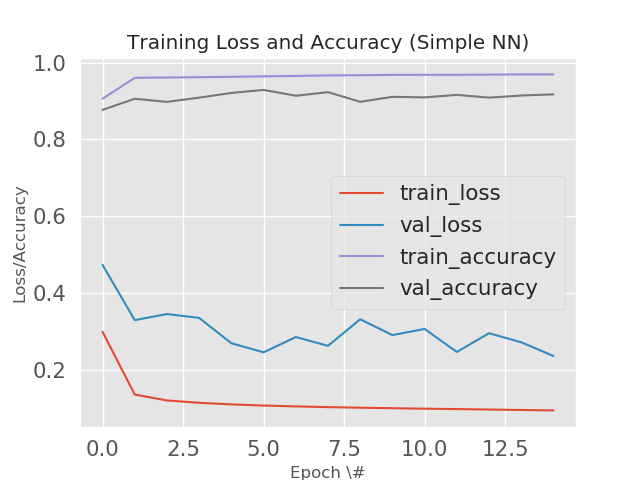 Training Loss and Accuracy (Simple NN)
1.0
0.8
0.6
0.4
0.2
Loss/Accuracy
train_loss
val_loss
train_accuracy
val_accuracy
0.0 2.5 5.0 7.5 10.0 12.5
Epoch \#